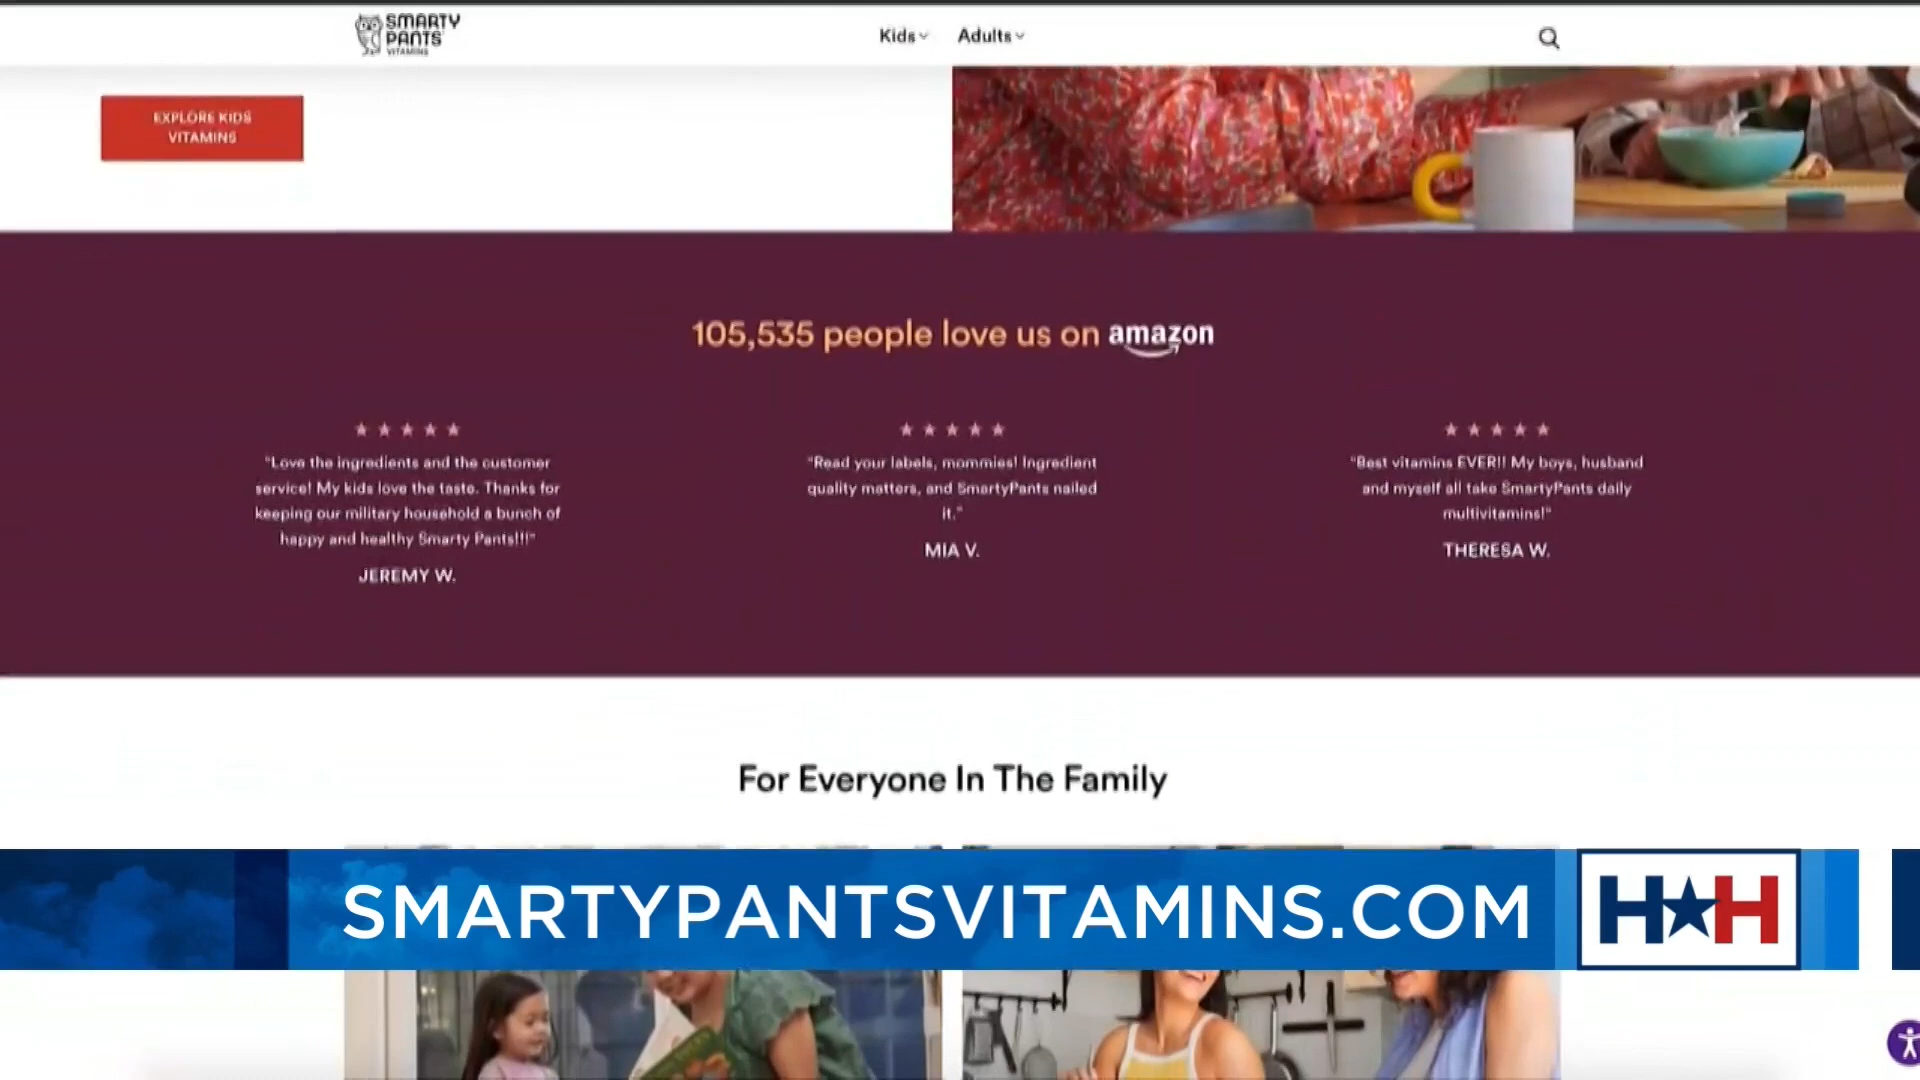 SMARTY
PANTS
VITAMINS
Kids
Adults
EXPLORE KIDS
VITAMINS
105,535 people love us on amazon
"Love the ingredients and the customer
service! My kids love the taste. Thanks for
keeping our military household a bunch of
happy and healthy Smarty Pants!!!"
JEREMY W.
"Read your labels, mommies! Ingredient
quality matters, and SmartyPants nailed
it."
MIA V.
"Best vitamins EVER!! My boys, husband
and myself all take SmartyPants daily
multivitamins!"
THERESA W.
For Everyone In The Family
SMARTYPANTSVITAMINS.COM
H★H